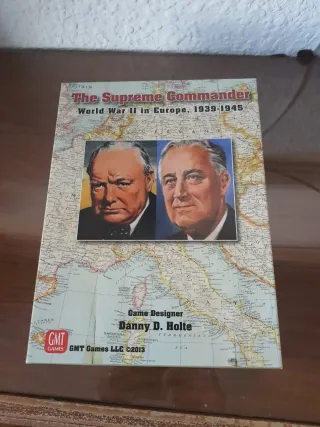 The Supreme Commander
World War II in Europe, 1939-1945
Game Designer
Danny D. Holte
GMT
GAMES
GMT Games LLC ©2013